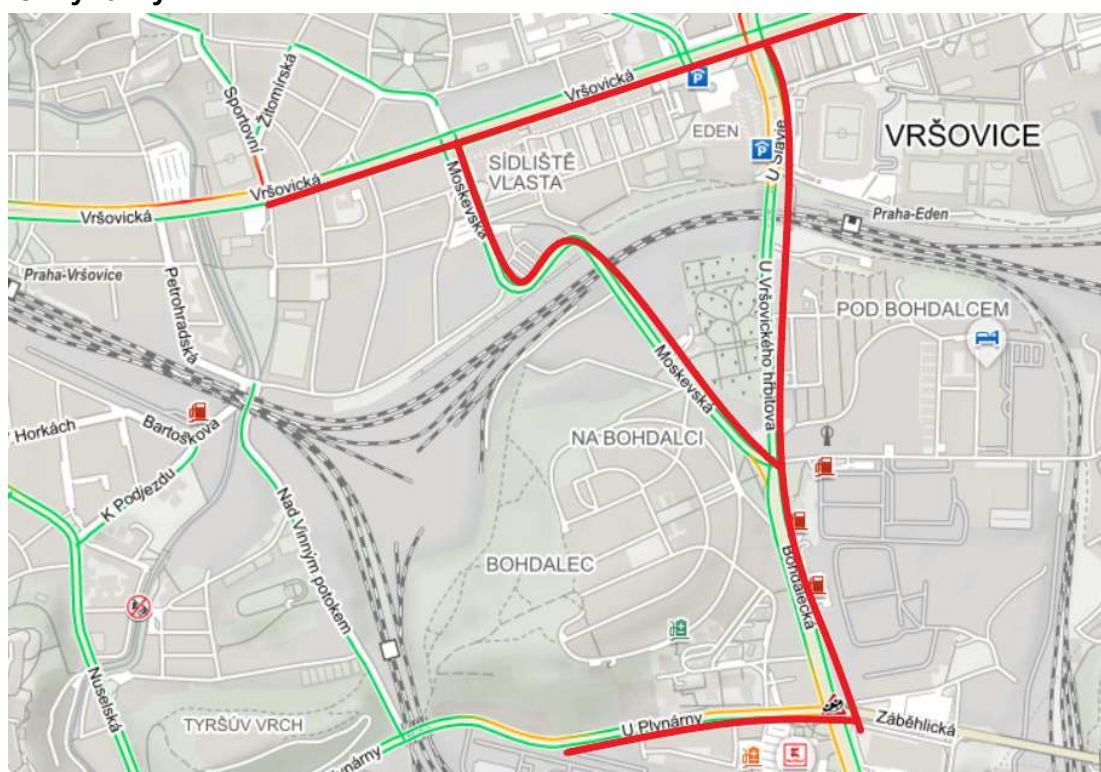 Vršovická
EDEN
VRŠOVICE
Sportovní
Žitomírská
SÍDLIŠTĚ
VLASTA
Moskevská
U Slavie
Vršovická
Vršovická
Praha-Eden
Praha-Vršovice
Petrohradská
U Vršovického hřbitova
POD BOHDALCEM
Moskevská
NA BOHDALCI
Horkách
Bartoškova
K Podjezdu
Nad Vinným potokem
BOHDALEC
Bohdalecká
Nuselská
TYRŠŮV VRCH
U Plynárny
Záběhlická
Plynárny